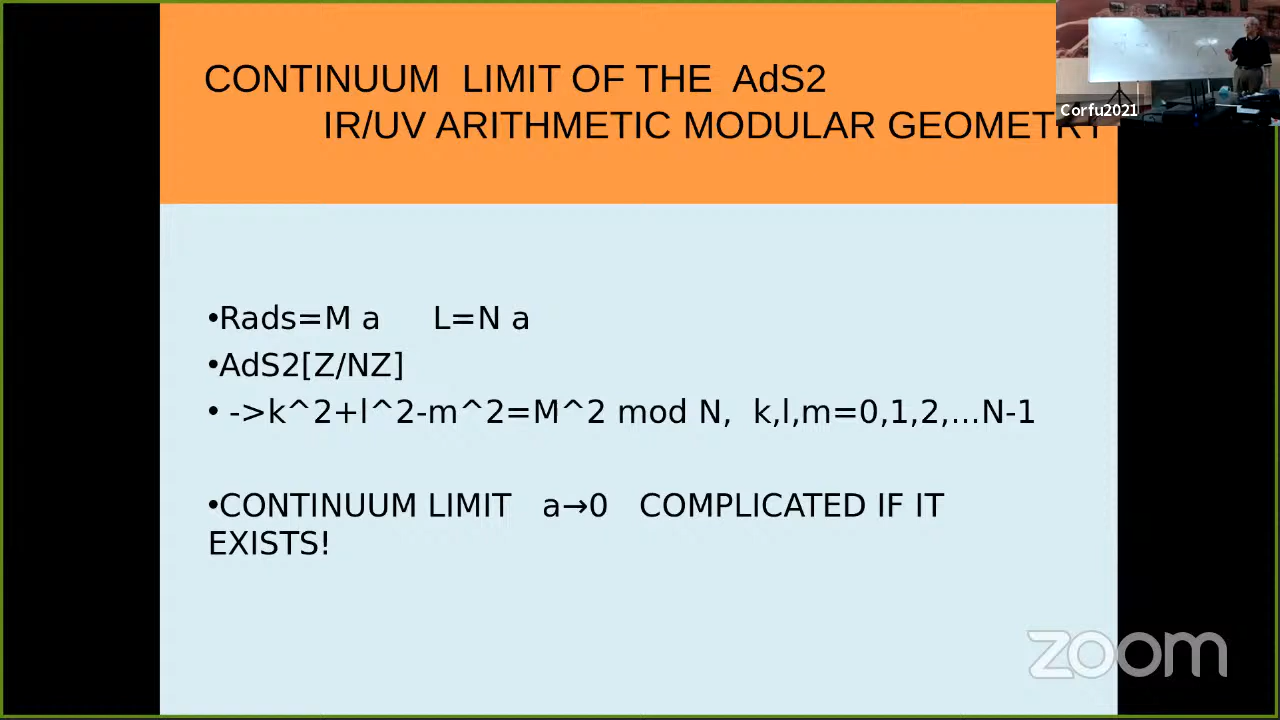 CONTINUUM LIMIT OF THE AdS2
IR/UV ARITHMETIC MODULAR GEOMETRY
Corfu2021
•Rads=M a L=N a
•AdS2[Z/NZ]
• ->k^2+l^2-m^2=M^2 mod N, k,l,m=0,1,2,...N-1
•CONTINUUM LIMIT a→0 COMPLICATED IF IT
EXISTS!
zoom